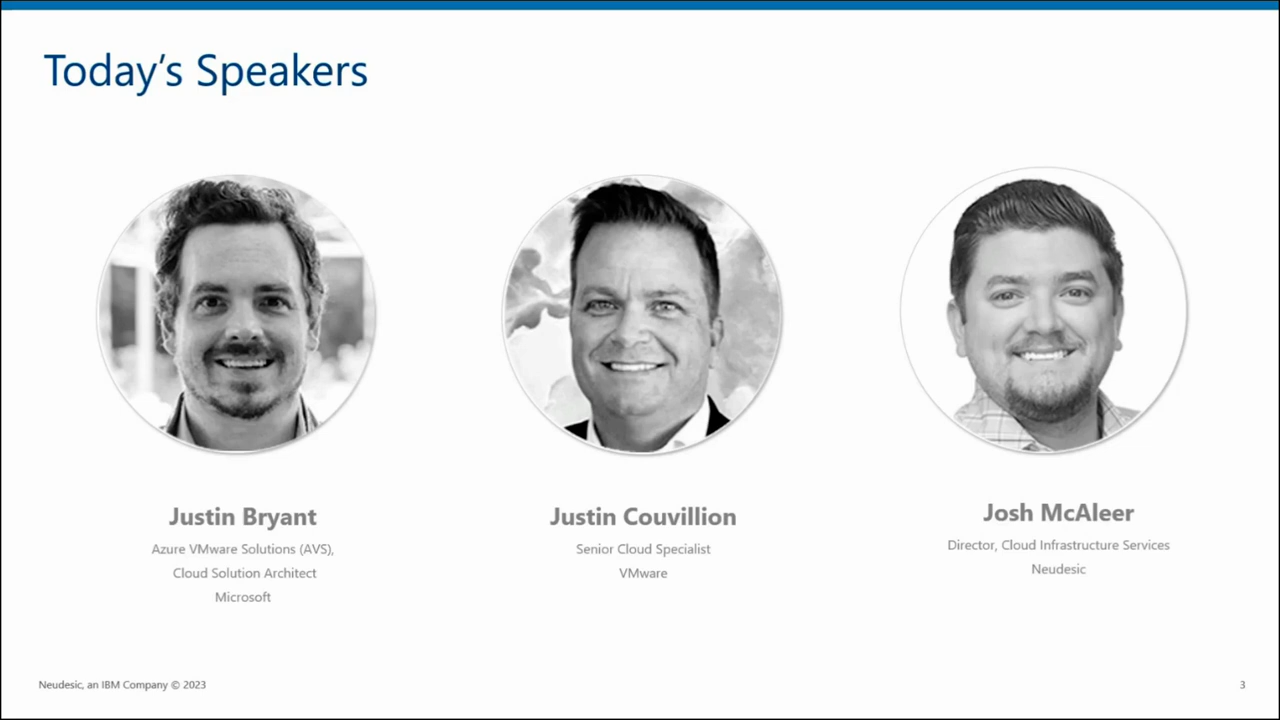 Today's Speakers
Justin Bryant
Azure VMware Solutions (AVS),
Cloud Solution Architect
Microsoft
Justin Couvillion
Senior Cloud Specialist
VMware
Josh McAleer
Director, Cloud Infrastructure Services
Neudesic
Neudesic, an IBM Company © 2023
3